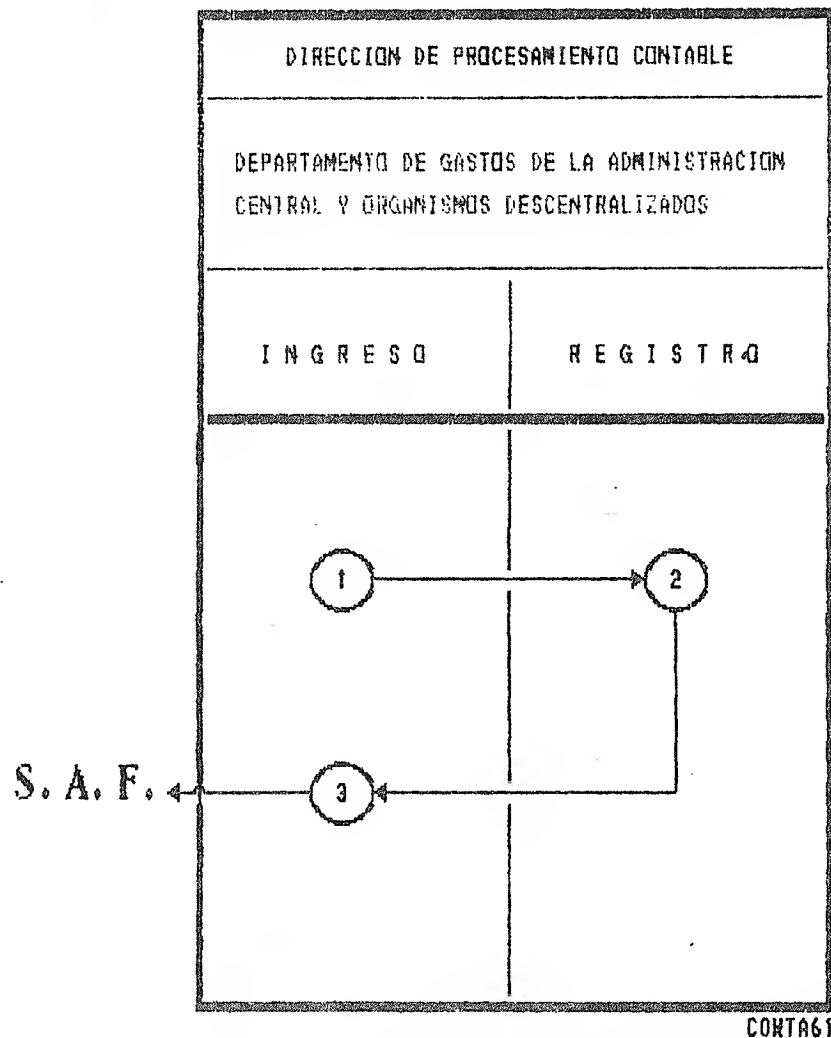 DIRECCION DE PROCESAMIENTO CONTABLE
DEPARTAMENTO DE GASTOS DE LA ADMINISTRACION
CENTRAL Y ORGANISMOS DESCENTRALIZADOS
INGRESO REGISTRO
1 2
S. A. F. 3
CONTA61